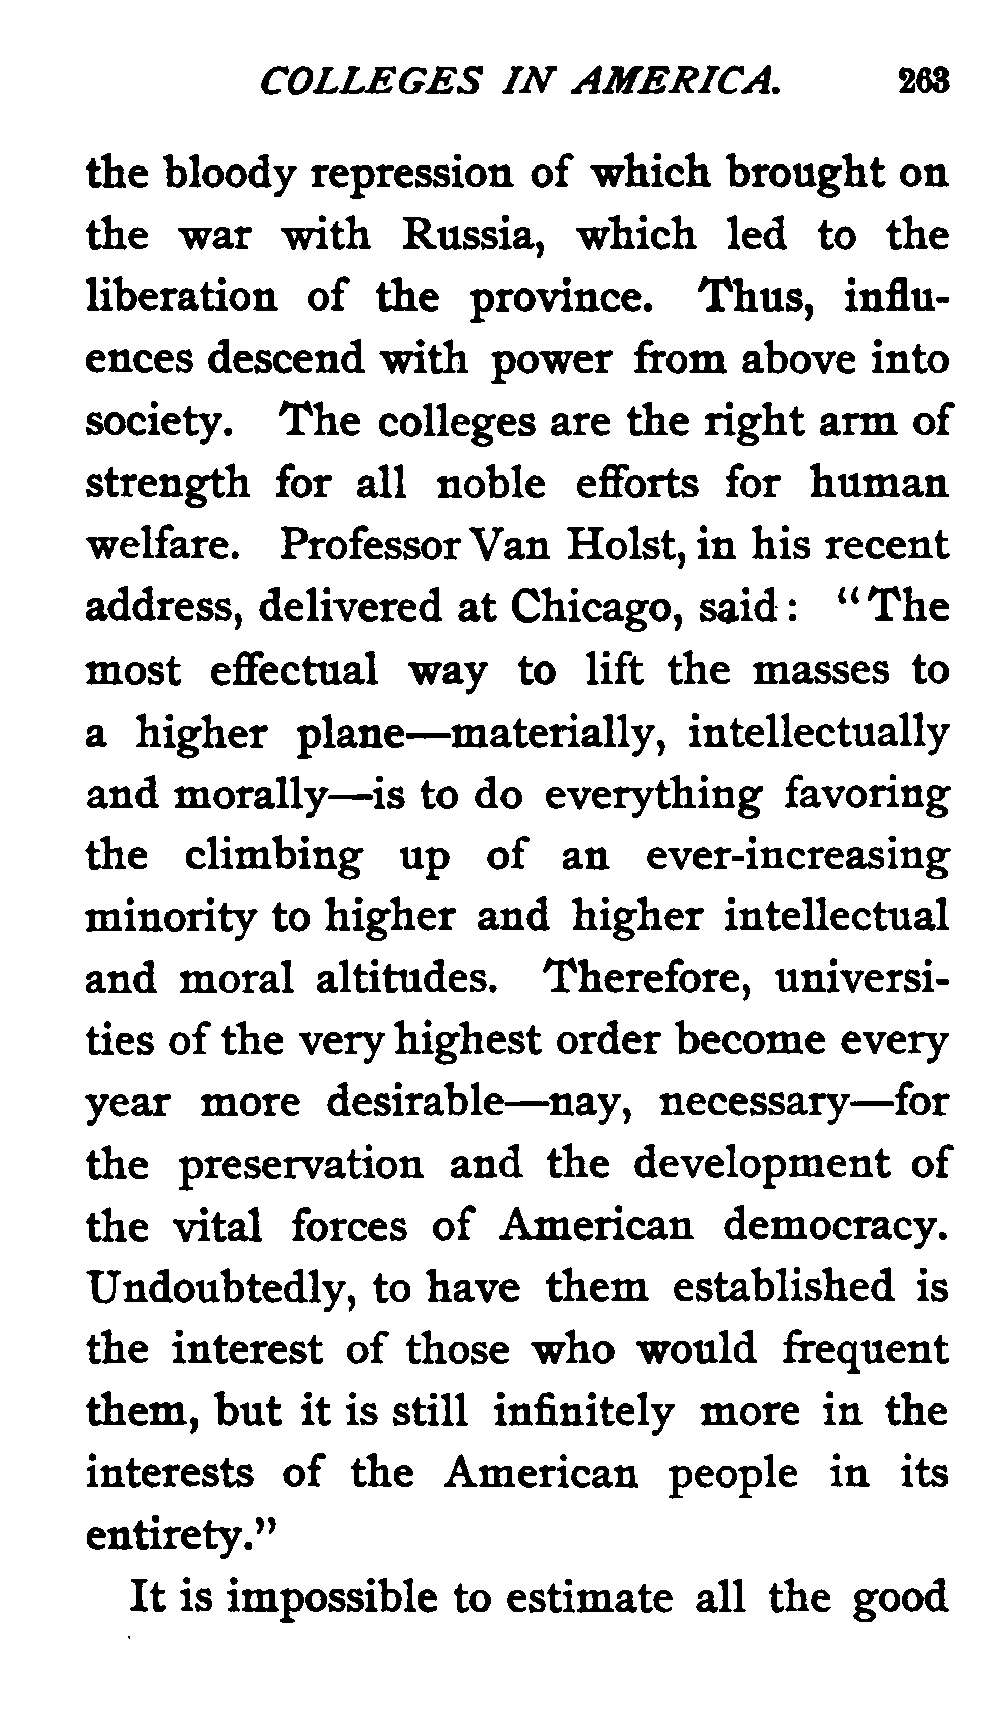 COLLEGES IN AMERICA. 263
the bloody repression of which brought on
the war with Russia, which led to the
liberation of the province. Thus, influ-
ences descend with power from above into
society. The colleges are the right arm of
strength for all noble efforts for human
welfare. Professor Van Holst, in his recent
address, delivered at Chicago, said: “The
most effectual way to lift the masses to
a higher plane—materially, intellectually
and morally—is to do everything favoring
the climbing up of an ever-increasing
minority to higher and higher intellectual
and moral altitudes. Therefore, universi-
ties of the very highest order become every
year more desirable—nay, necessary—for
the preservation and the development of
the vital forces of American democracy.
Undoubtedly, to have them established is
the interest of those who would frequent
them, but it is still infinitely more in the
interests of the American people in its
entirety.”
It is impossible to estimate all the good